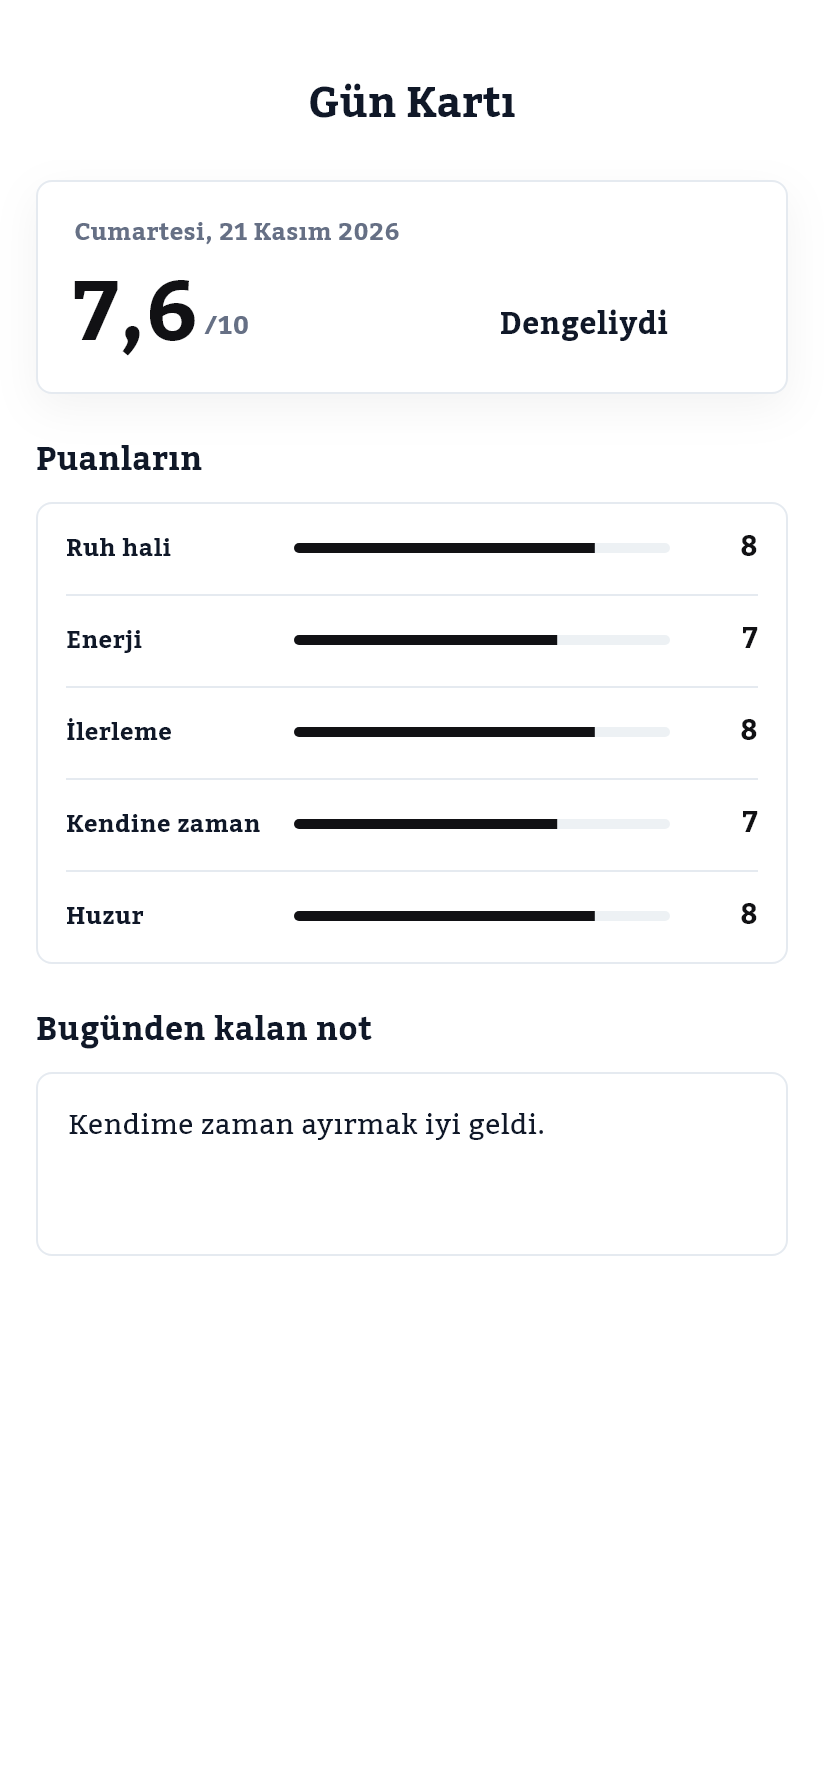 Gün Kartı
Cumartesi, 21 Kasım 2026
7,6 /10
Dengeliydi
Puanların
Ruh hali 8
Enerji 7
İlerleme 8
Kendine zaman 7
Huzur 8
Bugünden kalan not
Kendime zaman ayırmak iyi geldi.